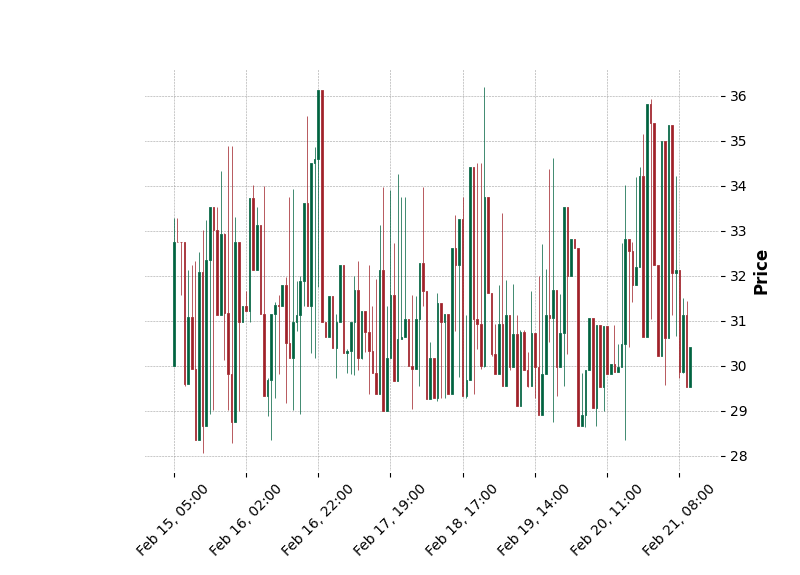 36
35
34
33
32
31
30
29
28
Price
Feb 15, 05:00
Feb 16, 02:00
Feb 16, 22:00
Feb 17, 19:00
Feb 18, 17:00
Feb 19, 14:00
Feb 20, 11:00
Feb 21, 08:00